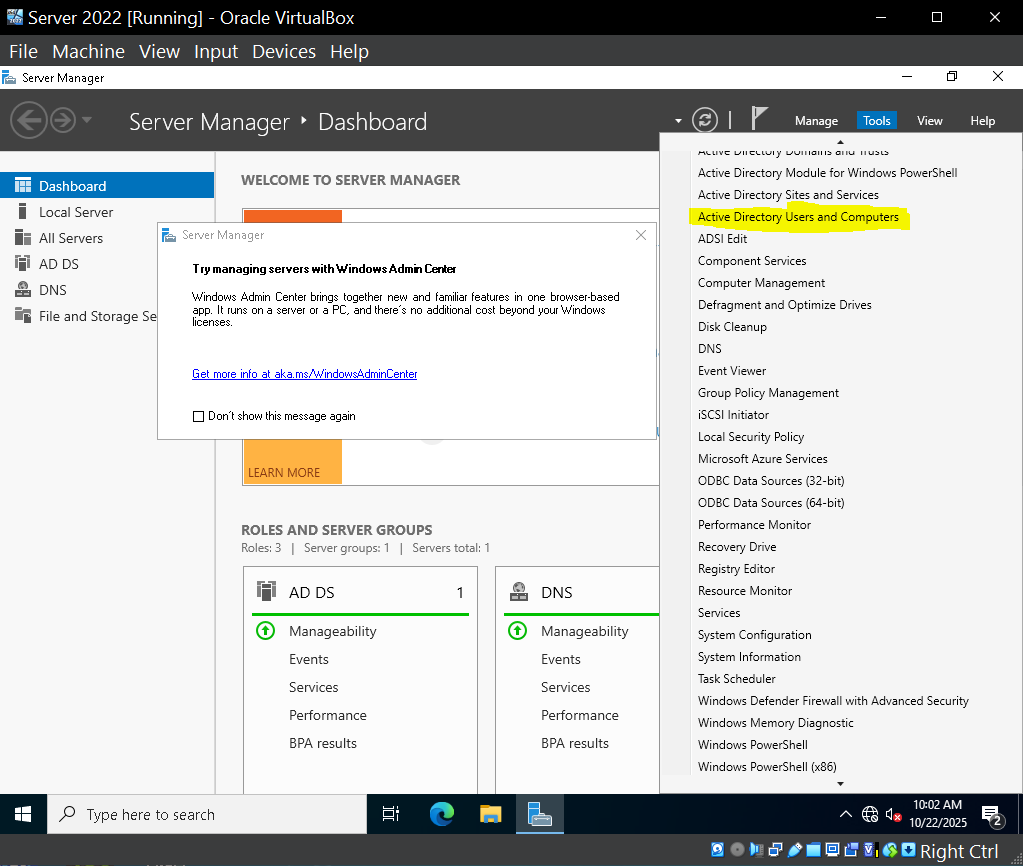 Server 2022 [Running] - Oracle VirtualBox
File Machine View Input Devices Help
Server Manager
Server Manager Dashboard
Manage Tools View Help
Dashboard
Local Server
All Servers
AD DS
DNS
File and Storage Se
WELCOME TO SERVER MANAGER
Server Manager
Try managing servers with Windows Admin Center
Windows Admin Center brings together new and familiar features in one browser-based
app. It runs on a server or a PC, and there's no additional cost beyond your Windows
licenses.
Get more info at aka.ms/WindowsAdminCenter
Don't show this message again
LEARN MORE
ROLES AND SERVER GROUPS
Roles: 3 | Server groups: 1 | Servers total: 1
AD DS 1
Manageability
Events
Services
Performance
BPA results
DNS
Manageability
Events
Services
Performance
BPA results
Active Directory Domains and Trusts
Active Directory Module for Windows PowerShell
Active Directory Sites and Services
Active Directory Users and Computers
ADSI Edit
Component Services
Computer Management
Defragment and Optimize Drives
Disk Cleanup
DNS
Event Viewer
Group Policy Management
iSCSI Initiator
Local Security Policy
Microsoft Azure Services
ODBC Data Sources (32-bit)
ODBC Data Sources (64-bit)
Performance Monitor
Recovery Drive
Registry Editor
Resource Monitor
Services
System Configuration
System Information
Task Scheduler
Windows Defender Firewall with Advanced Security
Windows Memory Diagnostic
Windows PowerShell
Windows PowerShell (x86)
Type here to search
10:02 AM
10/22/2025
2
Right Ctrl